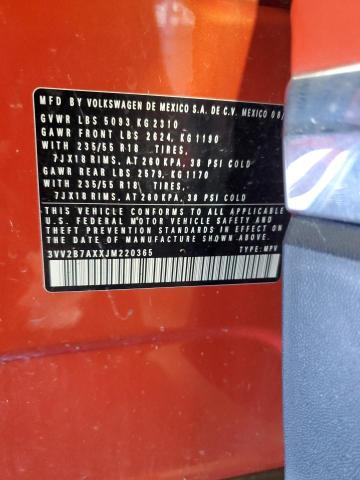 MFD. BY VOLKSWAGEN DE MEXICO S.A. DE C.V. MEXICO 08/
GVWR LBS 5093 KG 2310
GAWR FRONT LBS 2624, KG 1190
WITH 235/55 R18 TIRES,
7JX18 RIMS, AT 260 KPA, 38 PSI COLD
GAWR REAR LBS 2579, KG 1170
WITH 235/55 R18 TIRES,
7JX18 RIMS, AT 260 KPA, 38 PSI COLD
THIS VEHICLE CONFORMS TO ALL APPLICABLE
U.S. FEDERAL MOTOR VEHICLE SAFETY AND
THEFT PREVENTION STANDARDS IN EFFECT ON
THE DATE OF MANUFACTURE SHOWN ABOVE.
3VV2B7AXXJM220365 TYPE: MPV